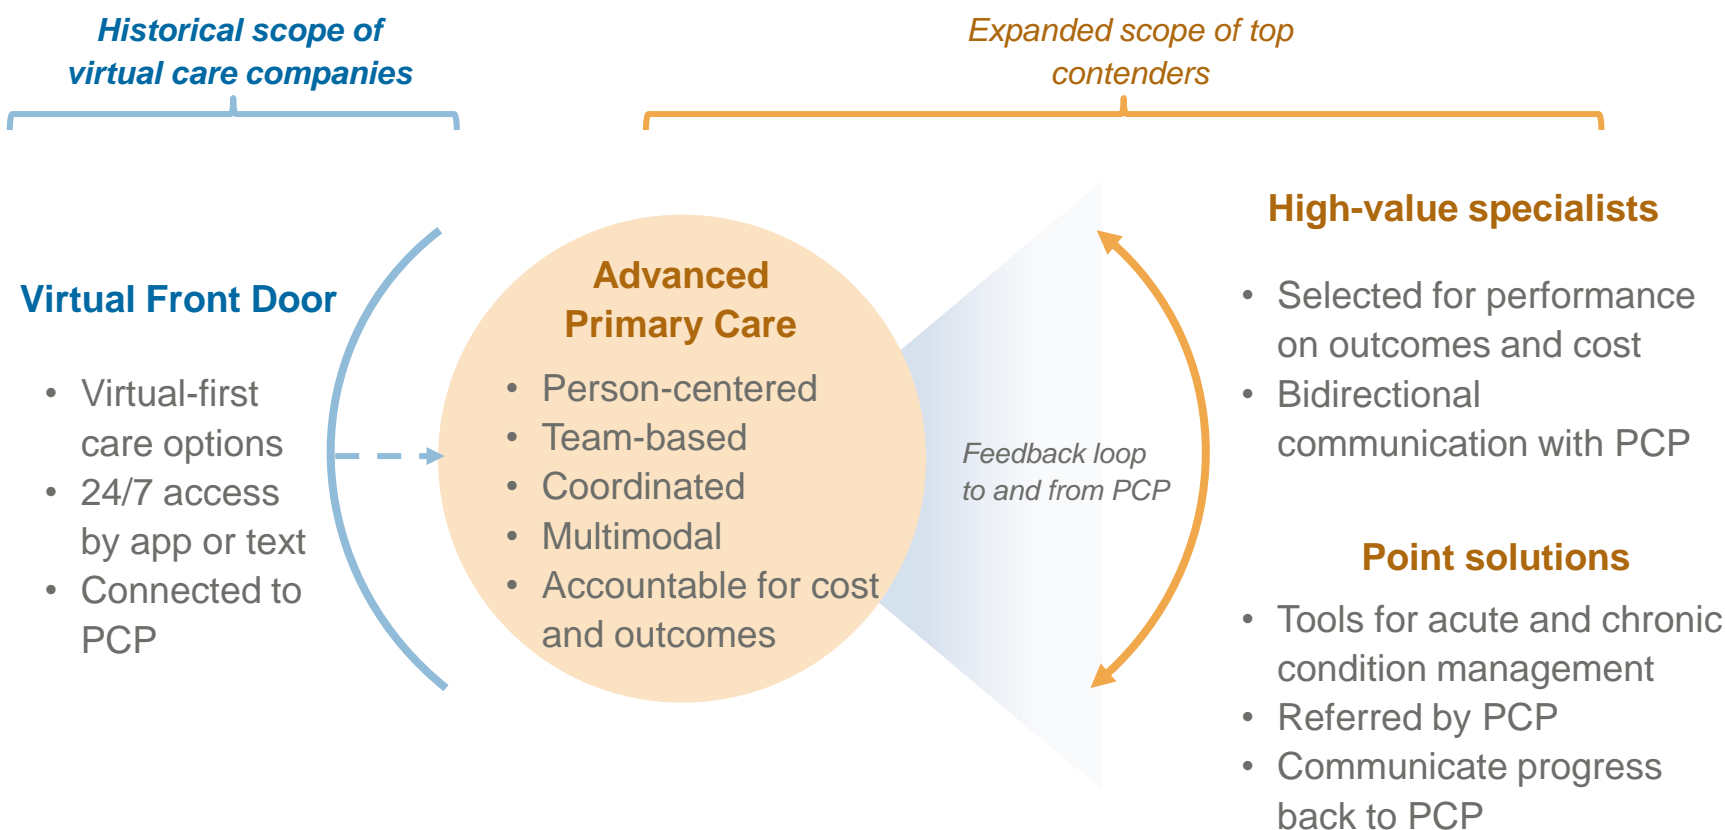 Historical scope of
virtual care companies
Expanded scope of top
contenders
Virtual Front Door
• Virtual-first
care options
• 24/7 access
by app or text
• Connected to
PCP
Advanced
Primary Care
• Person-centered
• Team-based
• Coordinated
• Multimodal
• Accountable for cost
and outcomes
Feedback loop
to and from PCP
High-value specialists
• Selected for performance
on outcomes and cost
• Bidirectional
communication with PCP
Point solutions
• Tools for acute and chronic
condition management
• Referred by PCP
• Communicate progress
back to PCP